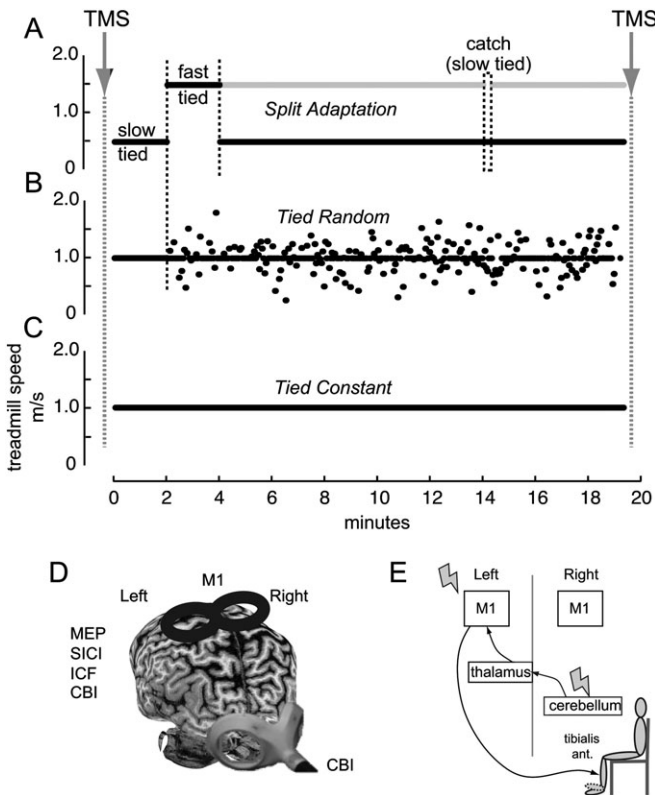 TMS
TMS
A
catch
(slow tied)
fast
tied
Split Adaptation
slow
tied
2.0
1.0
0
B
Tied Random
2.0
1.0
0
C
Tied Constant
2.0
1.0
0
treadmill speed
m/s
0 2 4 6 8 10 12 14 16 18 20
minutes
D
M1
Left
Right
MEP
SICI
ICF
CBI
CBI
E
Left
Right
M1
M1
thalamus
cerebellum
tibialis
ant.